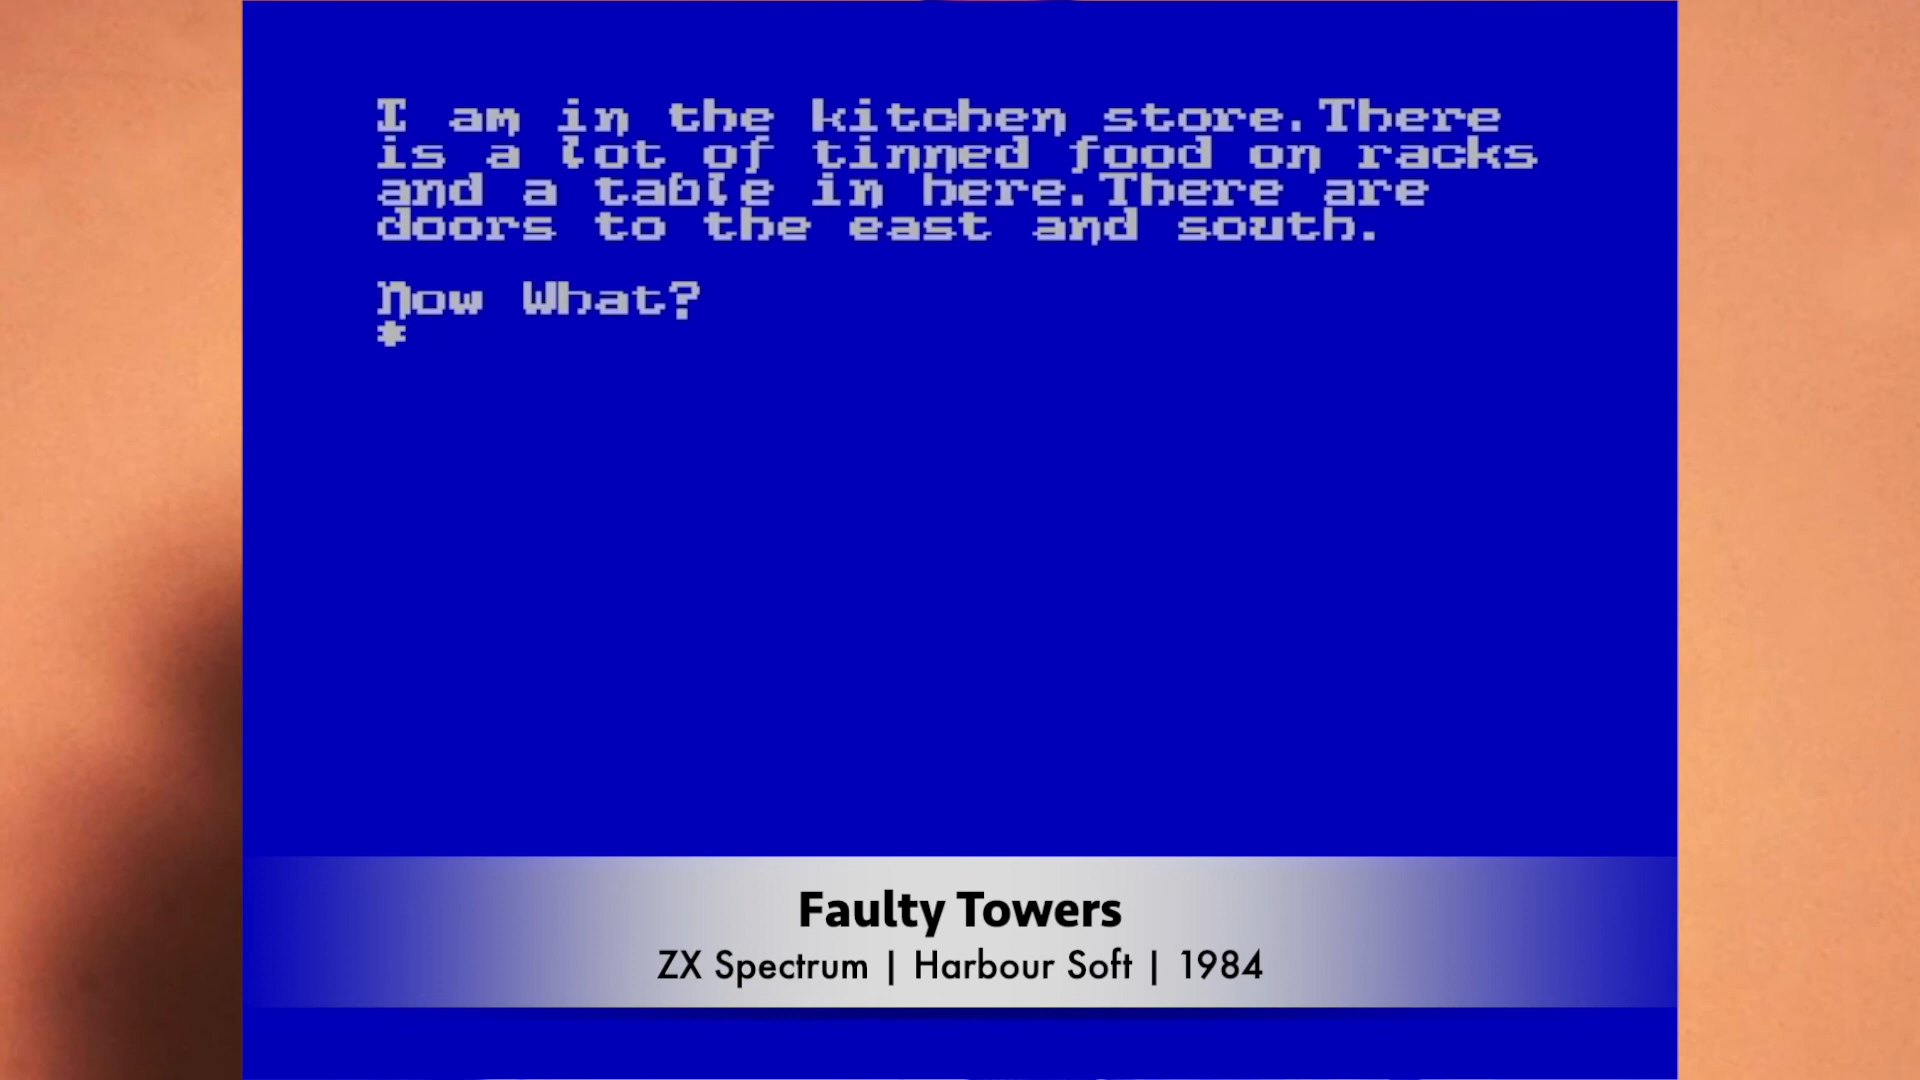 I am in the kitchen store.There
is a lot of tinned food on racks
and a table in here.There are
doors to the east and south.
Now What?
*
Faulty Towers
ZX Spectrum | Harbour Soft | 1984